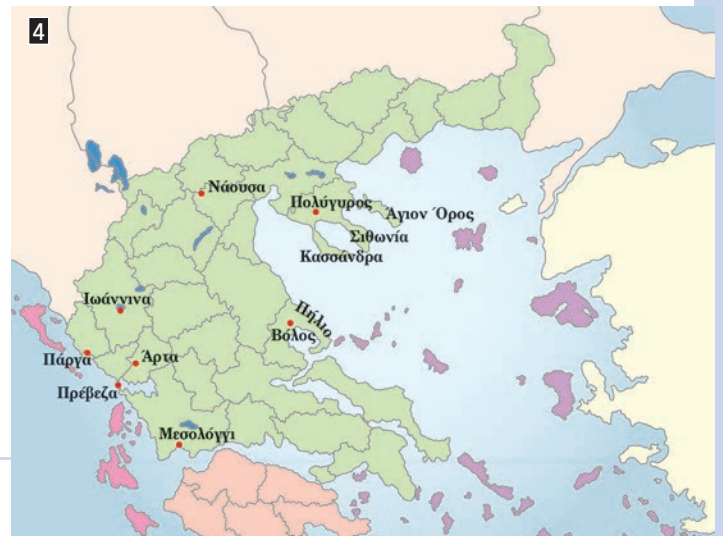 4
Νάουσα
Πολύγυρος
Άγιον Όρος
Σιθωνία
Κασσάνδρα
Ιωάννινα
Πήλιο
Βόλος
Πάργα
Άρτα
Πρέβεζα
Μεσολόγγι